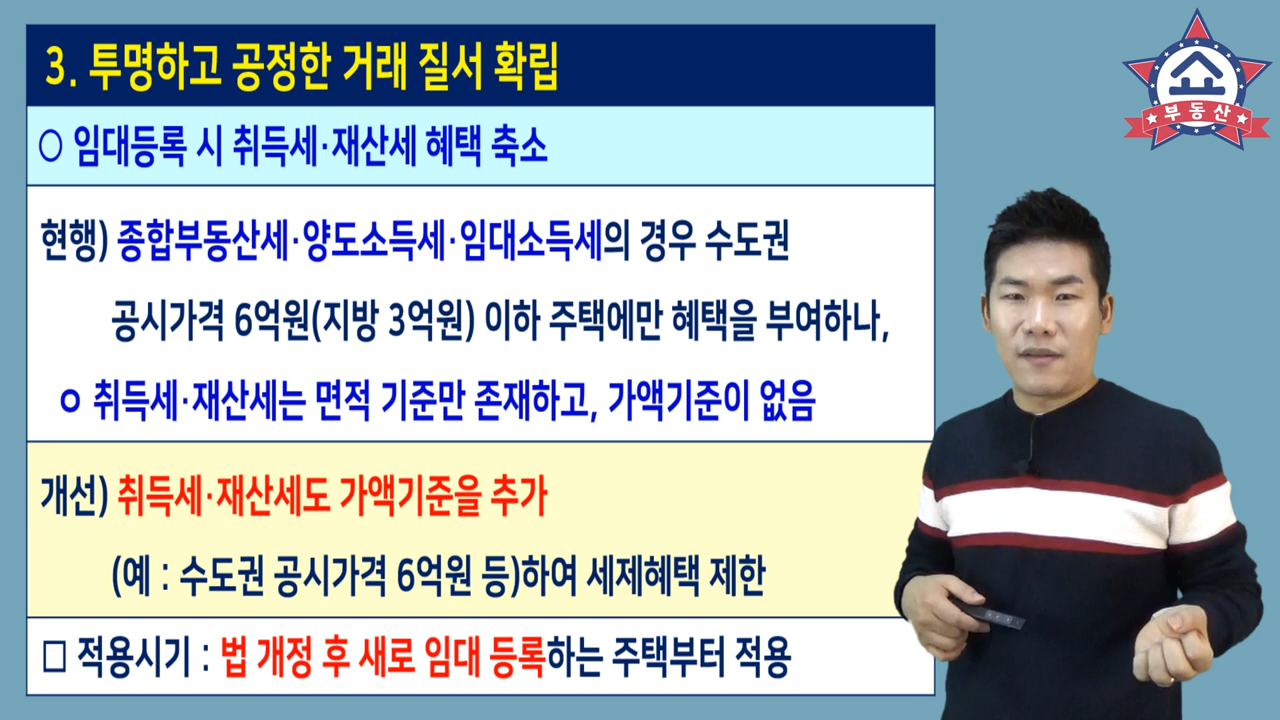 3. 투명하고 공정한 거래 질서 확립
○ 임대등록 시 취득세·재산세 혜택 축소
현행) 종합부동산세·양도소득세·임대소득세의 경우 수도권
공시가격 6억원(지방 3억원) 이하 주택에만 혜택을 부여하나,
ㅇ 취득세·재산세는 면적 기준만 존재하고, 가액기준이 없음
개선) 취득세·재산세도 가액기준을 추가
(예 : 수도권 공시가격 6억원 등)하여 세제혜택 제한
□ 적용시기 : 법 개정 후 새로 임대 등록하는 주택부터 적용
쇼
부동산